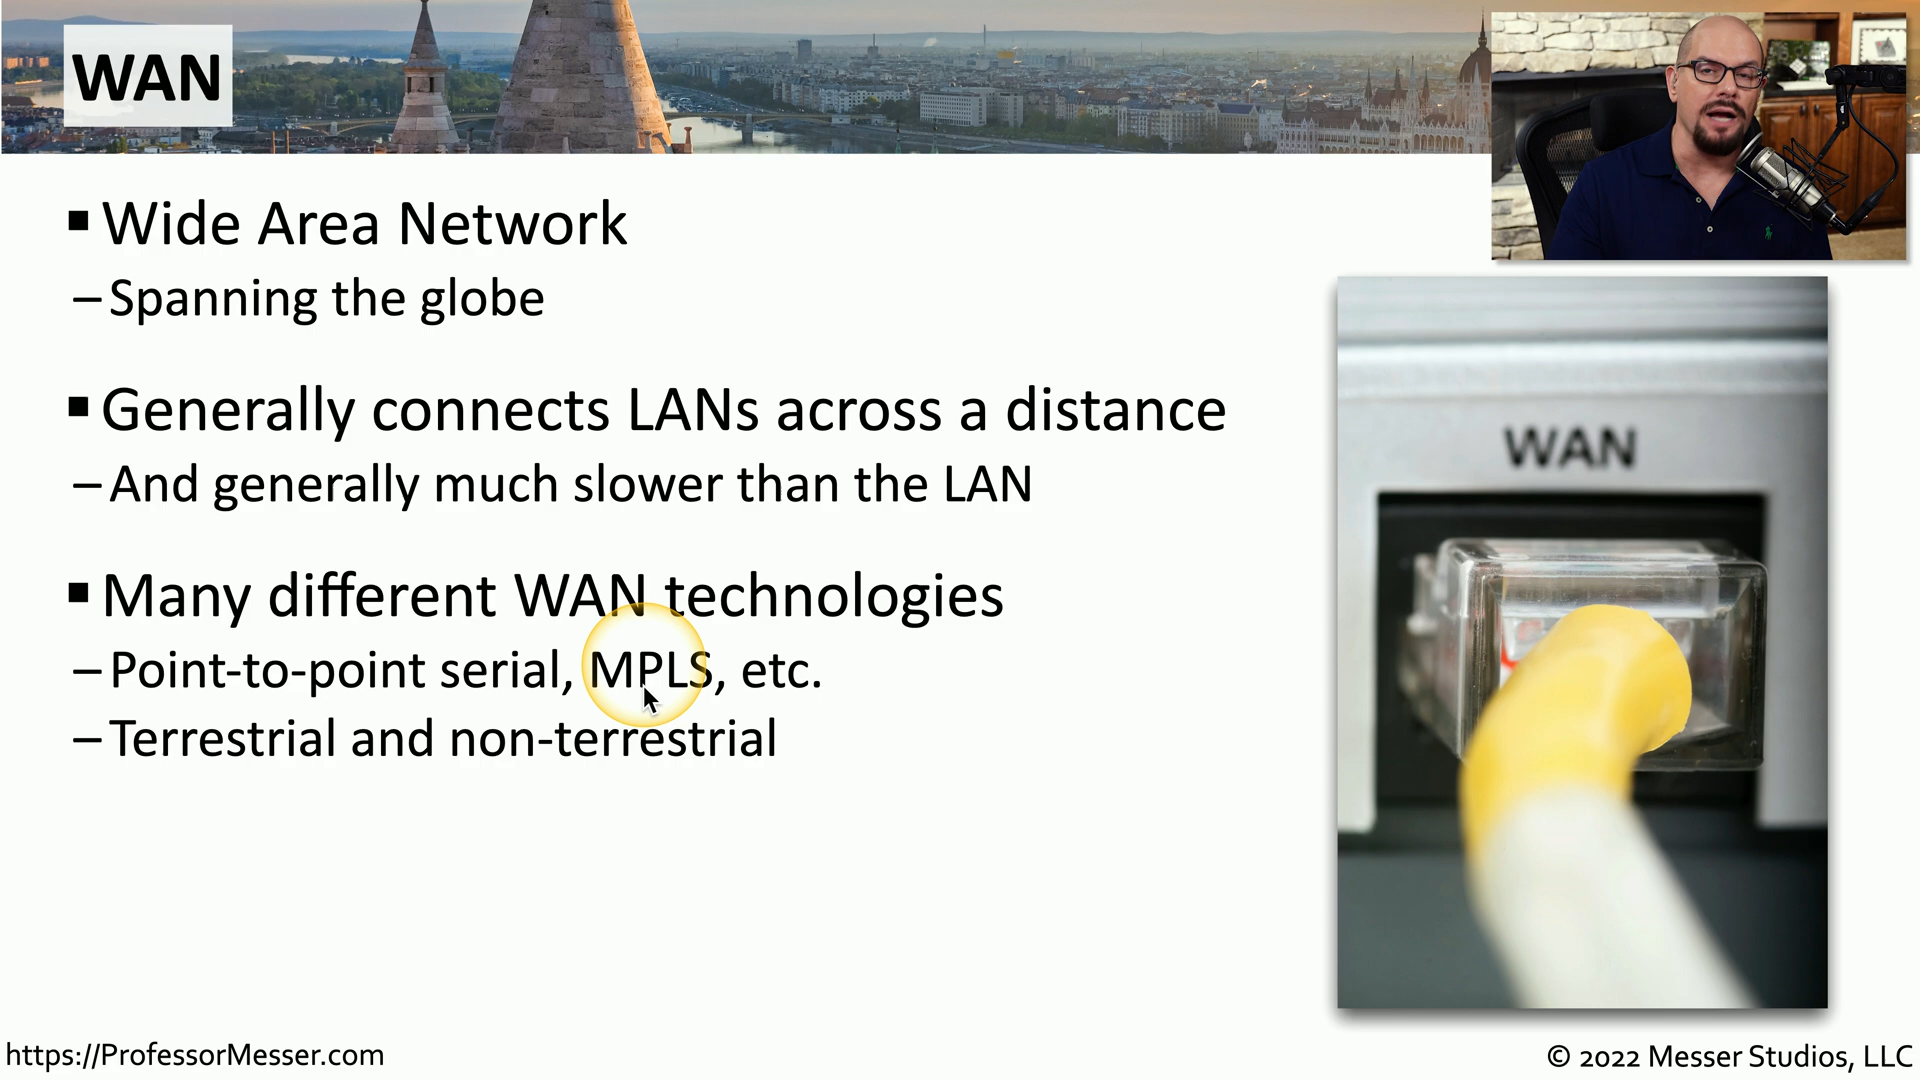 WAN
▪ Wide Area Network
– Spanning the globe
▪ Generally connects LANs across a distance
– And generally much slower than the LAN
▪ Many different WAN technologies
– Point-to-point serial, MPLS, etc.
– Terrestrial and non-terrestrial
WAN
https://ProfessorMesser.com
© 2022 Messer Studios, LLC